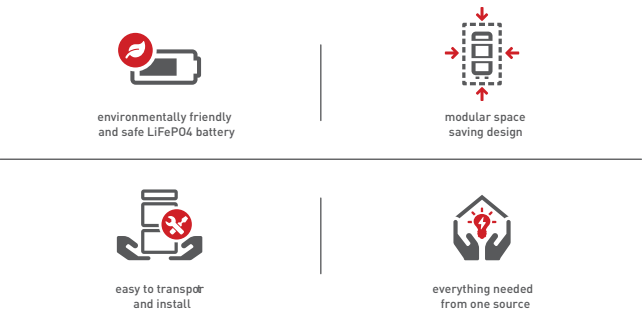 environmentally friendly
and safe LiFePO4 battery
modular space
saving design
easy to transport
and install
everything needed
from one source